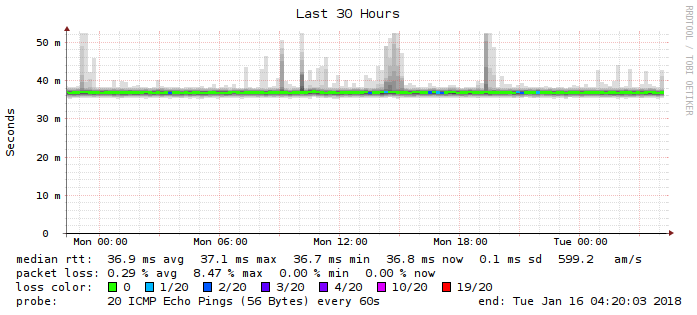 Last 30 Hours
RRDTOOL / TOBI OETIKER
Seconds
50 m
40 m
30 m
20 m
10 m
0
Mon 00:00 Mon 06:00 Mon 12:00 Mon 18:00 Tue 00:00
median rtt: 36.9 ms avg 37.1 ms max 36.7 ms min 36.8 ms now 0.1 ms sd 599.2 am/s
packet loss: 0.29 % avg 8.47 % max 0.00 % min 0.00 % now
loss color: 0 1/20 2/20 3/20 4/20 10/20 19/20
probe: 20 ICMP Echo Pings (56 Bytes) every 60s end: Tue Jan 16 04:20:03 2018